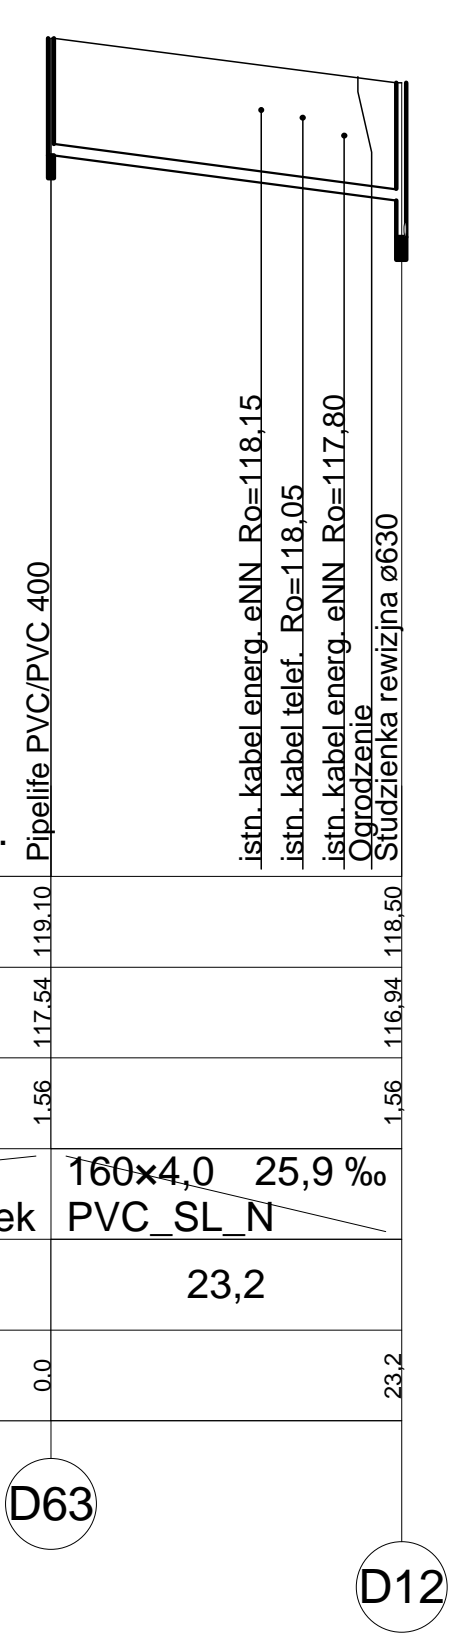 Pipelife PVC/PVC 400
istn. kabel energ. eNN Ro=118,15
istn. kabel telef. Ro=118,05
istn. kabel energ. eNN Ro=117,80
Ogrodzenie
Studzienka rewizjna ø630
119.10
118,50
117.54
116,94
1.56
1,56
160×4,0 25,9 ‰
ek PVC_SL_N
23,2
0.0
23,2
D63
D12